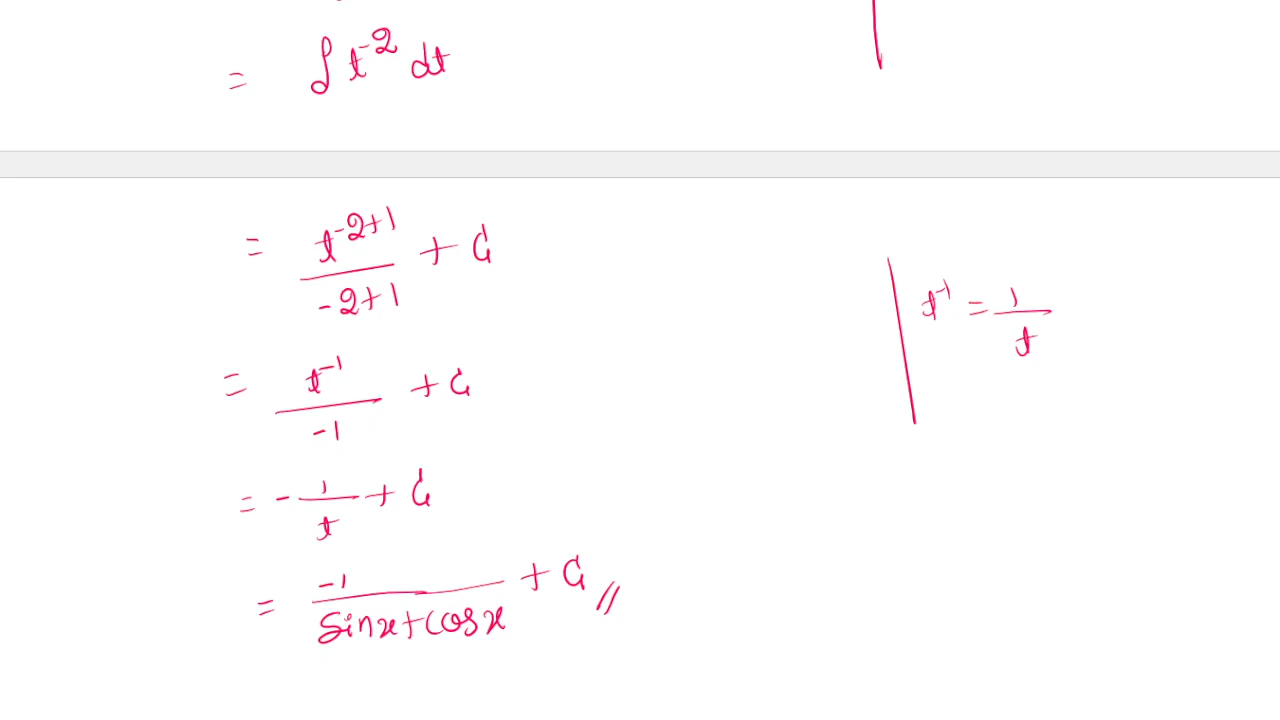 = ∫ t⁻² dt
= t⁻²⁺¹/-2+1 + C
= t⁻¹/-1 + C
= - 1/t + C
= -1/Sinx+Cosx + C //
t⁻¹ = 1/t